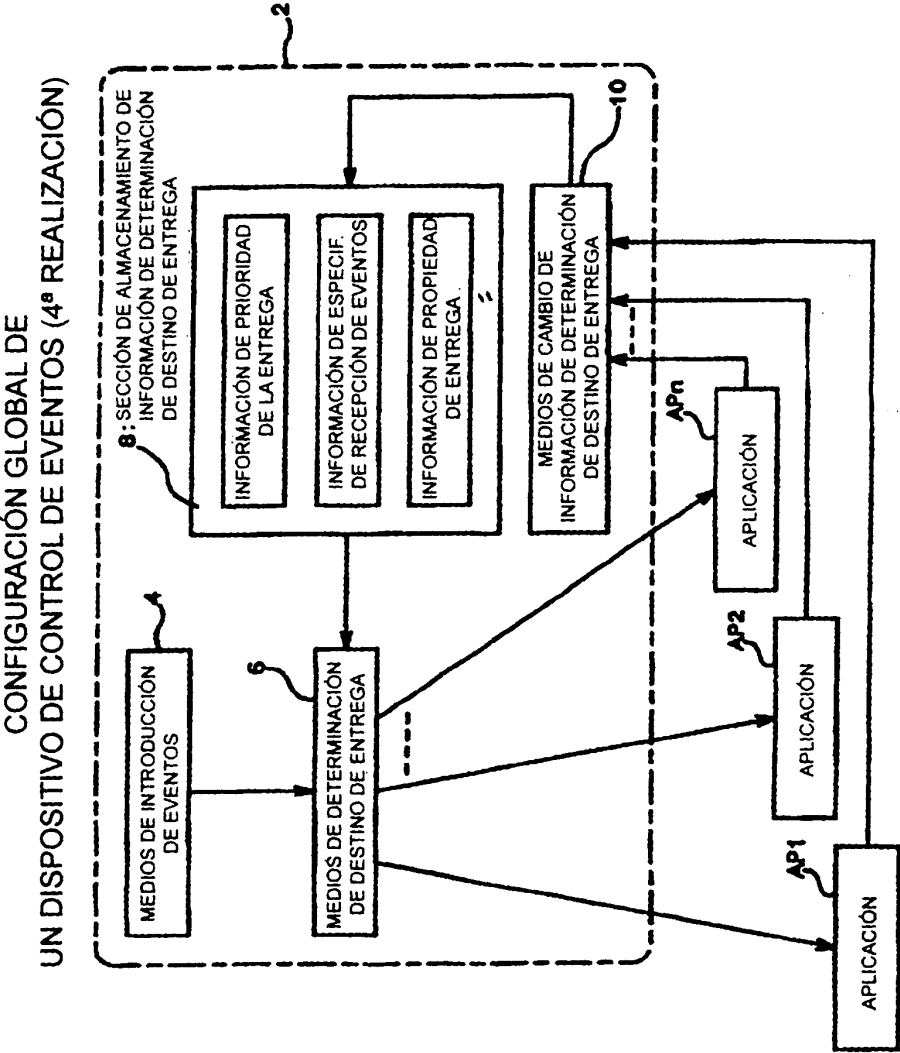 CONFIGURACIÓN GLOBAL DE
UN DISPOSITIVO DE CONTROL DE EVENTOS (4ª REALIZACIÓN)
2
4
MEDIOS DE INTRODUCCIÓN
DE EVENTOS
8: SECCIÓN DE ALMACENAMIENTO DE
INFORMACIÓN DE DETERMINACIÓN
DE DESTINO DE ENTREGA
INFORMACIÓN DE PRIORIDAD
DE LA ENTREGA
INFORMACIÓN DE ESPECIF.
DE RECEPCIÓN DE EVENTOS
INFORMACIÓN DE PROPIEDAD
DE ENTREGA
6
MEDIOS DE DETERMINACIÓN
DE DESTINO DE ENTREGA
10
MEDIOS DE CAMBIO DE
INFORMACIÓN DE DETERMINACIÓN
DE DESTINO DE ENTREGA
AP1
APLICACIÓN
AP2
APLICACIÓN
APn
APLICACIÓN